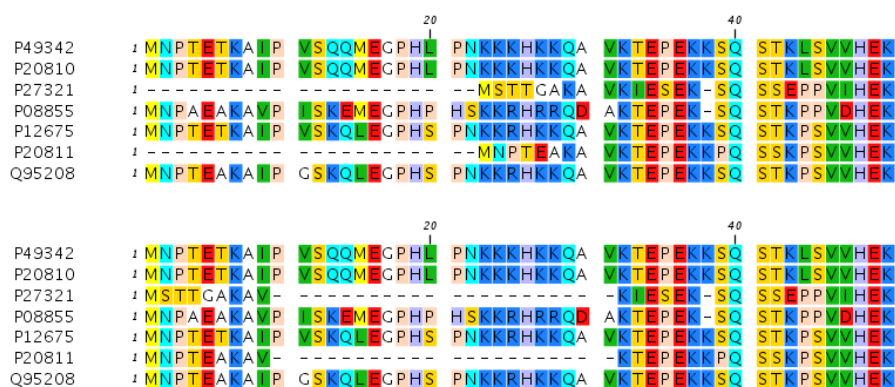 20 40
P49342 1 MNPTETKAIP VSQQMEGPHL PNKKKHKKQA VKTEPEKKSQ STKLSVVHEK
P20810 1 MNPTETKAIP VSQQMEGPHL PNKKKHKKQA VKTEPEKKSQ STKLSVVHEK
P27321 1 ---------- ---------- --MSTTGAKA VKIESEK-SQ SSEPPVIHEK
P08855 1 MNPAEAKAVP ISKEMEGPHP HSKKRHRRQD AKTEPEK-SQ STKPPVDHEK
P12675 1 MNPTETKAVP VSKQLEGPHS PNKKRHKKQA VKTEPEKKSQ STKPSVVHEK
P20811 1 ---------- ---------- --MNPTEAKA VKTEPEKKPQ SSKPSVVHEK
Q95208 1 MNPTEAKAIP GSKQLEGPHS PNKKRHKKQA VKTEPEKKSQ STKPSVVHEK
20 40
P49342 1 MNPTETKAIP VSQQMEGPHL PNKKKHKKQA VKTEPEKKSQ STKLSVVHEK
P20810 1 MNPTETKAIP VSQQMEGPHL PNKKKHKKQA VKTEPEKKSQ STKLSVVHEK
P27321 1 MSTTGAKAV- ---------- ---------- -KIESEK-SQ SSEPPVIHEK
P08855 1 MNPAEAKAVP ISKEMEGPHP HSKKRHRRQD AKTEPEK-SQ STKPPVDHEK
P12675 1 MNPTETKAVP VSKQLEGPHS PNKKRHKKQA VKTEPEKKSQ STKPSVVHEK
P20811 1 MNPTEAKAV- ---------- ---------- -KTEPEKKPQ SSKPSVVHEK
Q95208 1 MNPTEAKAIP GSKQLEGPHS PNKKRHKKQA VKTEPEKKSQ STKPSVVHEK